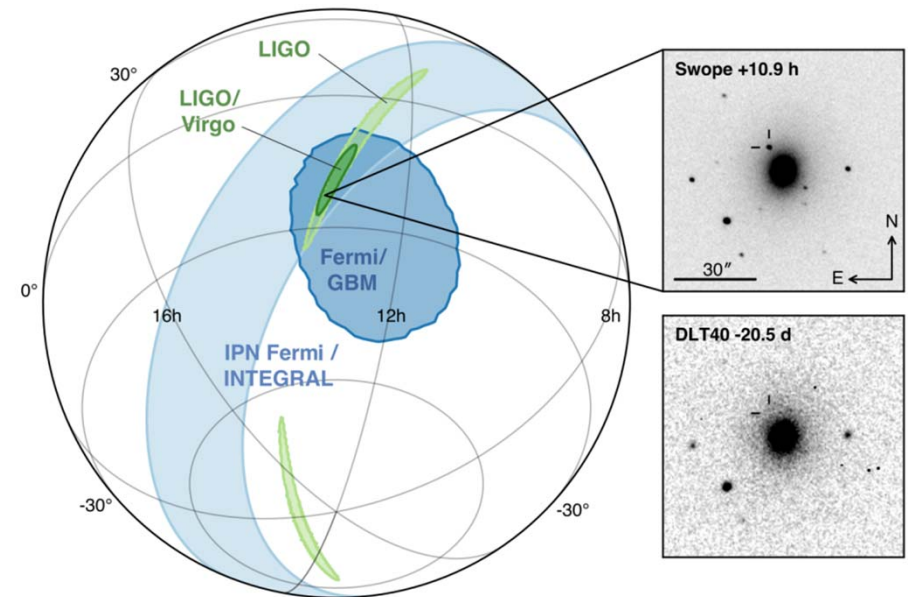 LIGO
30°
LIGO/
Virgo
Fermi/
GBM
0°
16h
12h
8h
IPN Fermi /
INTEGRAL
-30°
-30°
Swope +10.9 h
N
30″
E
DLT40 -20.5 d